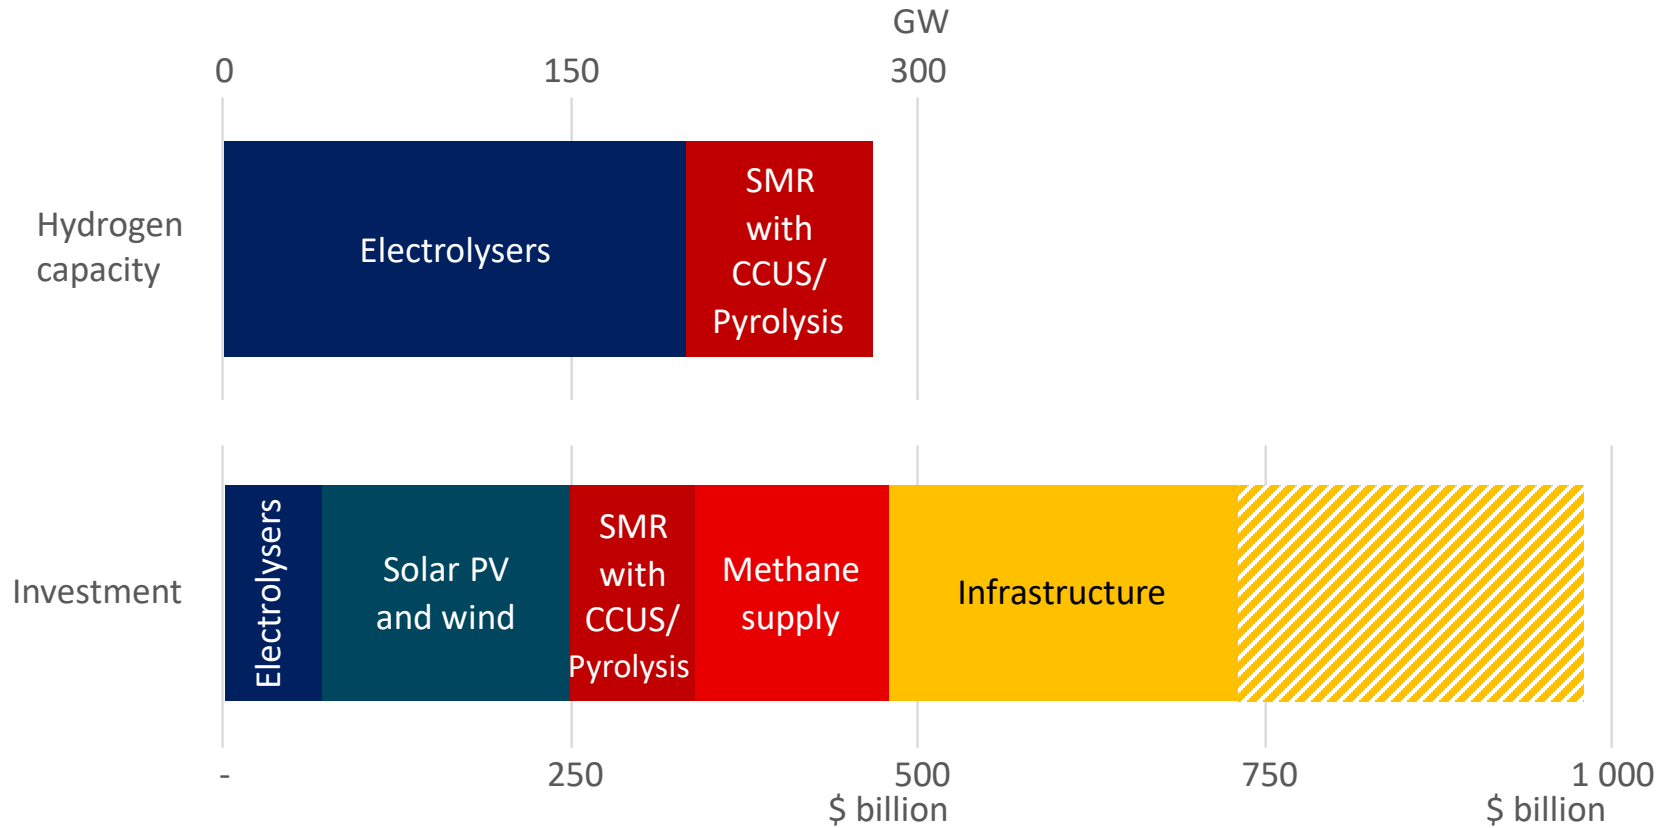 GW
0 150 300
Hydrogen
capacity
Electrolysers
SMR
with
CCUS/
Pyrolysis
Investment
Electrolysers
Solar PV
and wind
SMR
with
CCUS/
Pyrolysis
Methane
supply
Infrastructure
- 250 500 750 1 000
$ billion $ billion